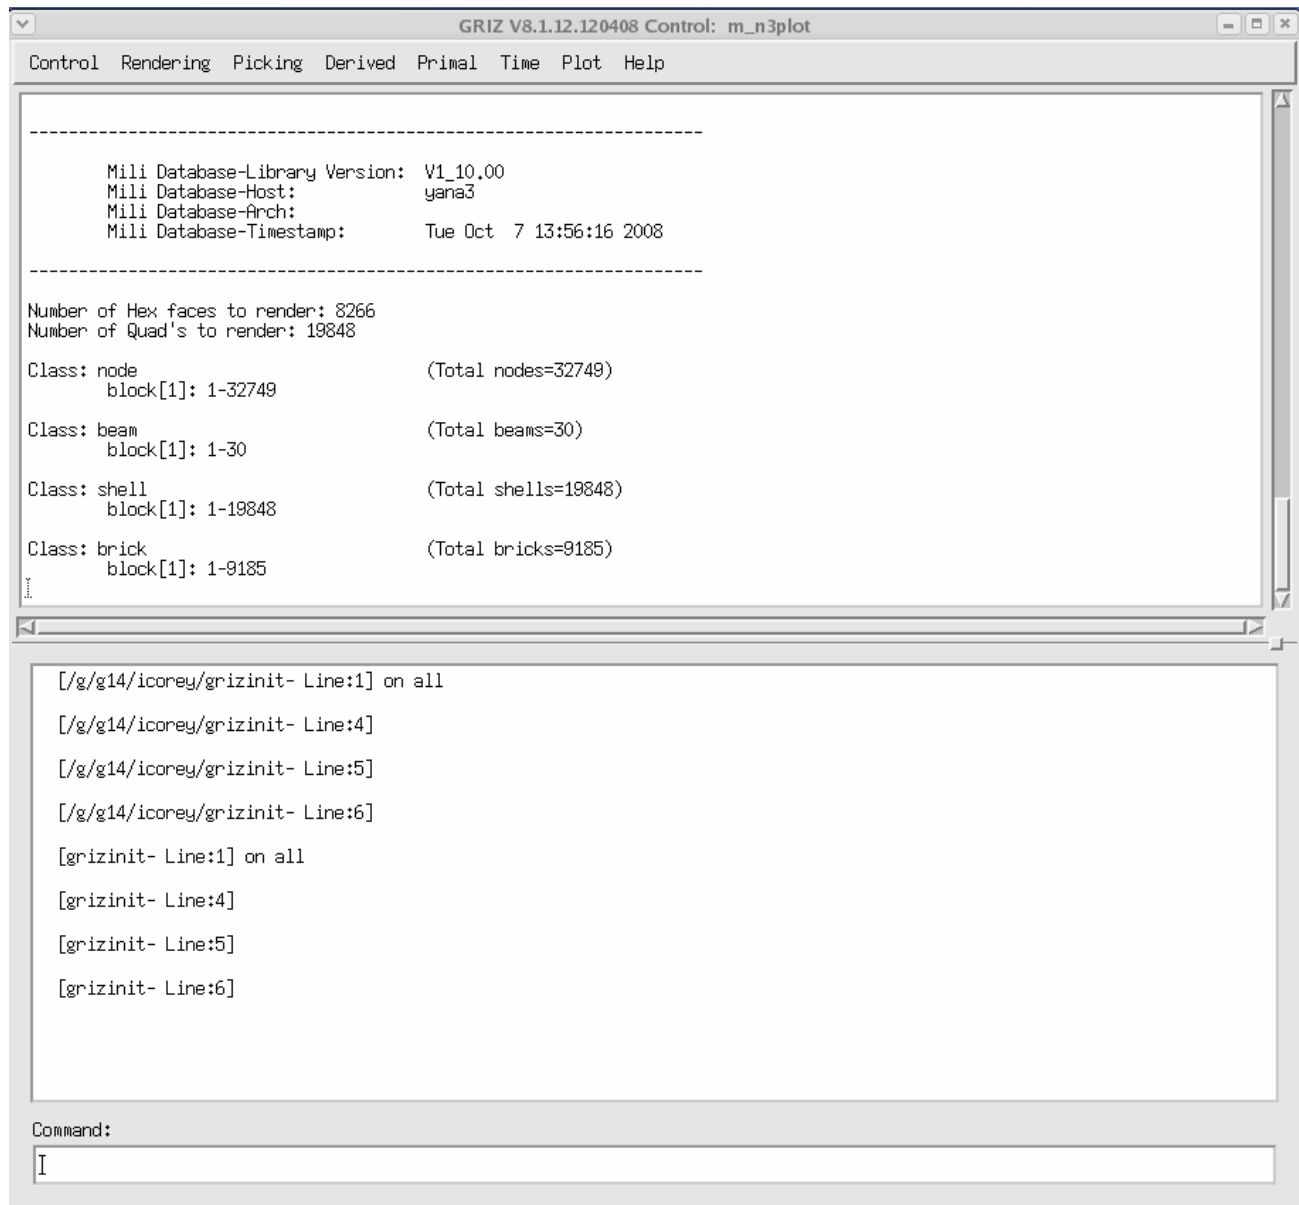 GRIZ V8.1.12.120408 Control: m_n3plot
Control Rendering Picking Derived Primal Time Plot Help
--------------------------------------------------------------------
Mili Database-Library Version: V1_10.00
Mili Database-Host: yana3
Mili Database-Arch:
Mili Database-Timestamp: Tue Oct 7 13:56:16 2008
--------------------------------------------------------------------
Number of Hex faces to render: 8266
Number of Quad's to render: 19848
Class: node (Total nodes=32749)
block[1]: 1-32749
Class: beam (Total beams=30)
block[1]: 1-30
Class: shell (Total shells=19848)
block[1]: 1-19848
Class: brick (Total bricks=9185)
block[1]: 1-9185
[/g/g14/icorey/grizinit- Line:1] on all
[/g/g14/icorey/grizinit- Line:4]
[/g/g14/icorey/grizinit- Line:5]
[/g/g14/icorey/grizinit- Line:6]
[grizinit- Line:1] on all
[grizinit- Line:4]
[grizinit- Line:5]
[grizinit- Line:6]
Command: